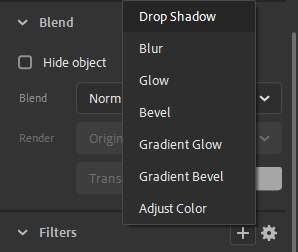 Blend
Drop Shadow
Hide object
Blur
Glow
Blend
Norm
Bevel
Render
Origin
Gradient Glow
Trans
Gradient Bevel
Adjust Color
Filters